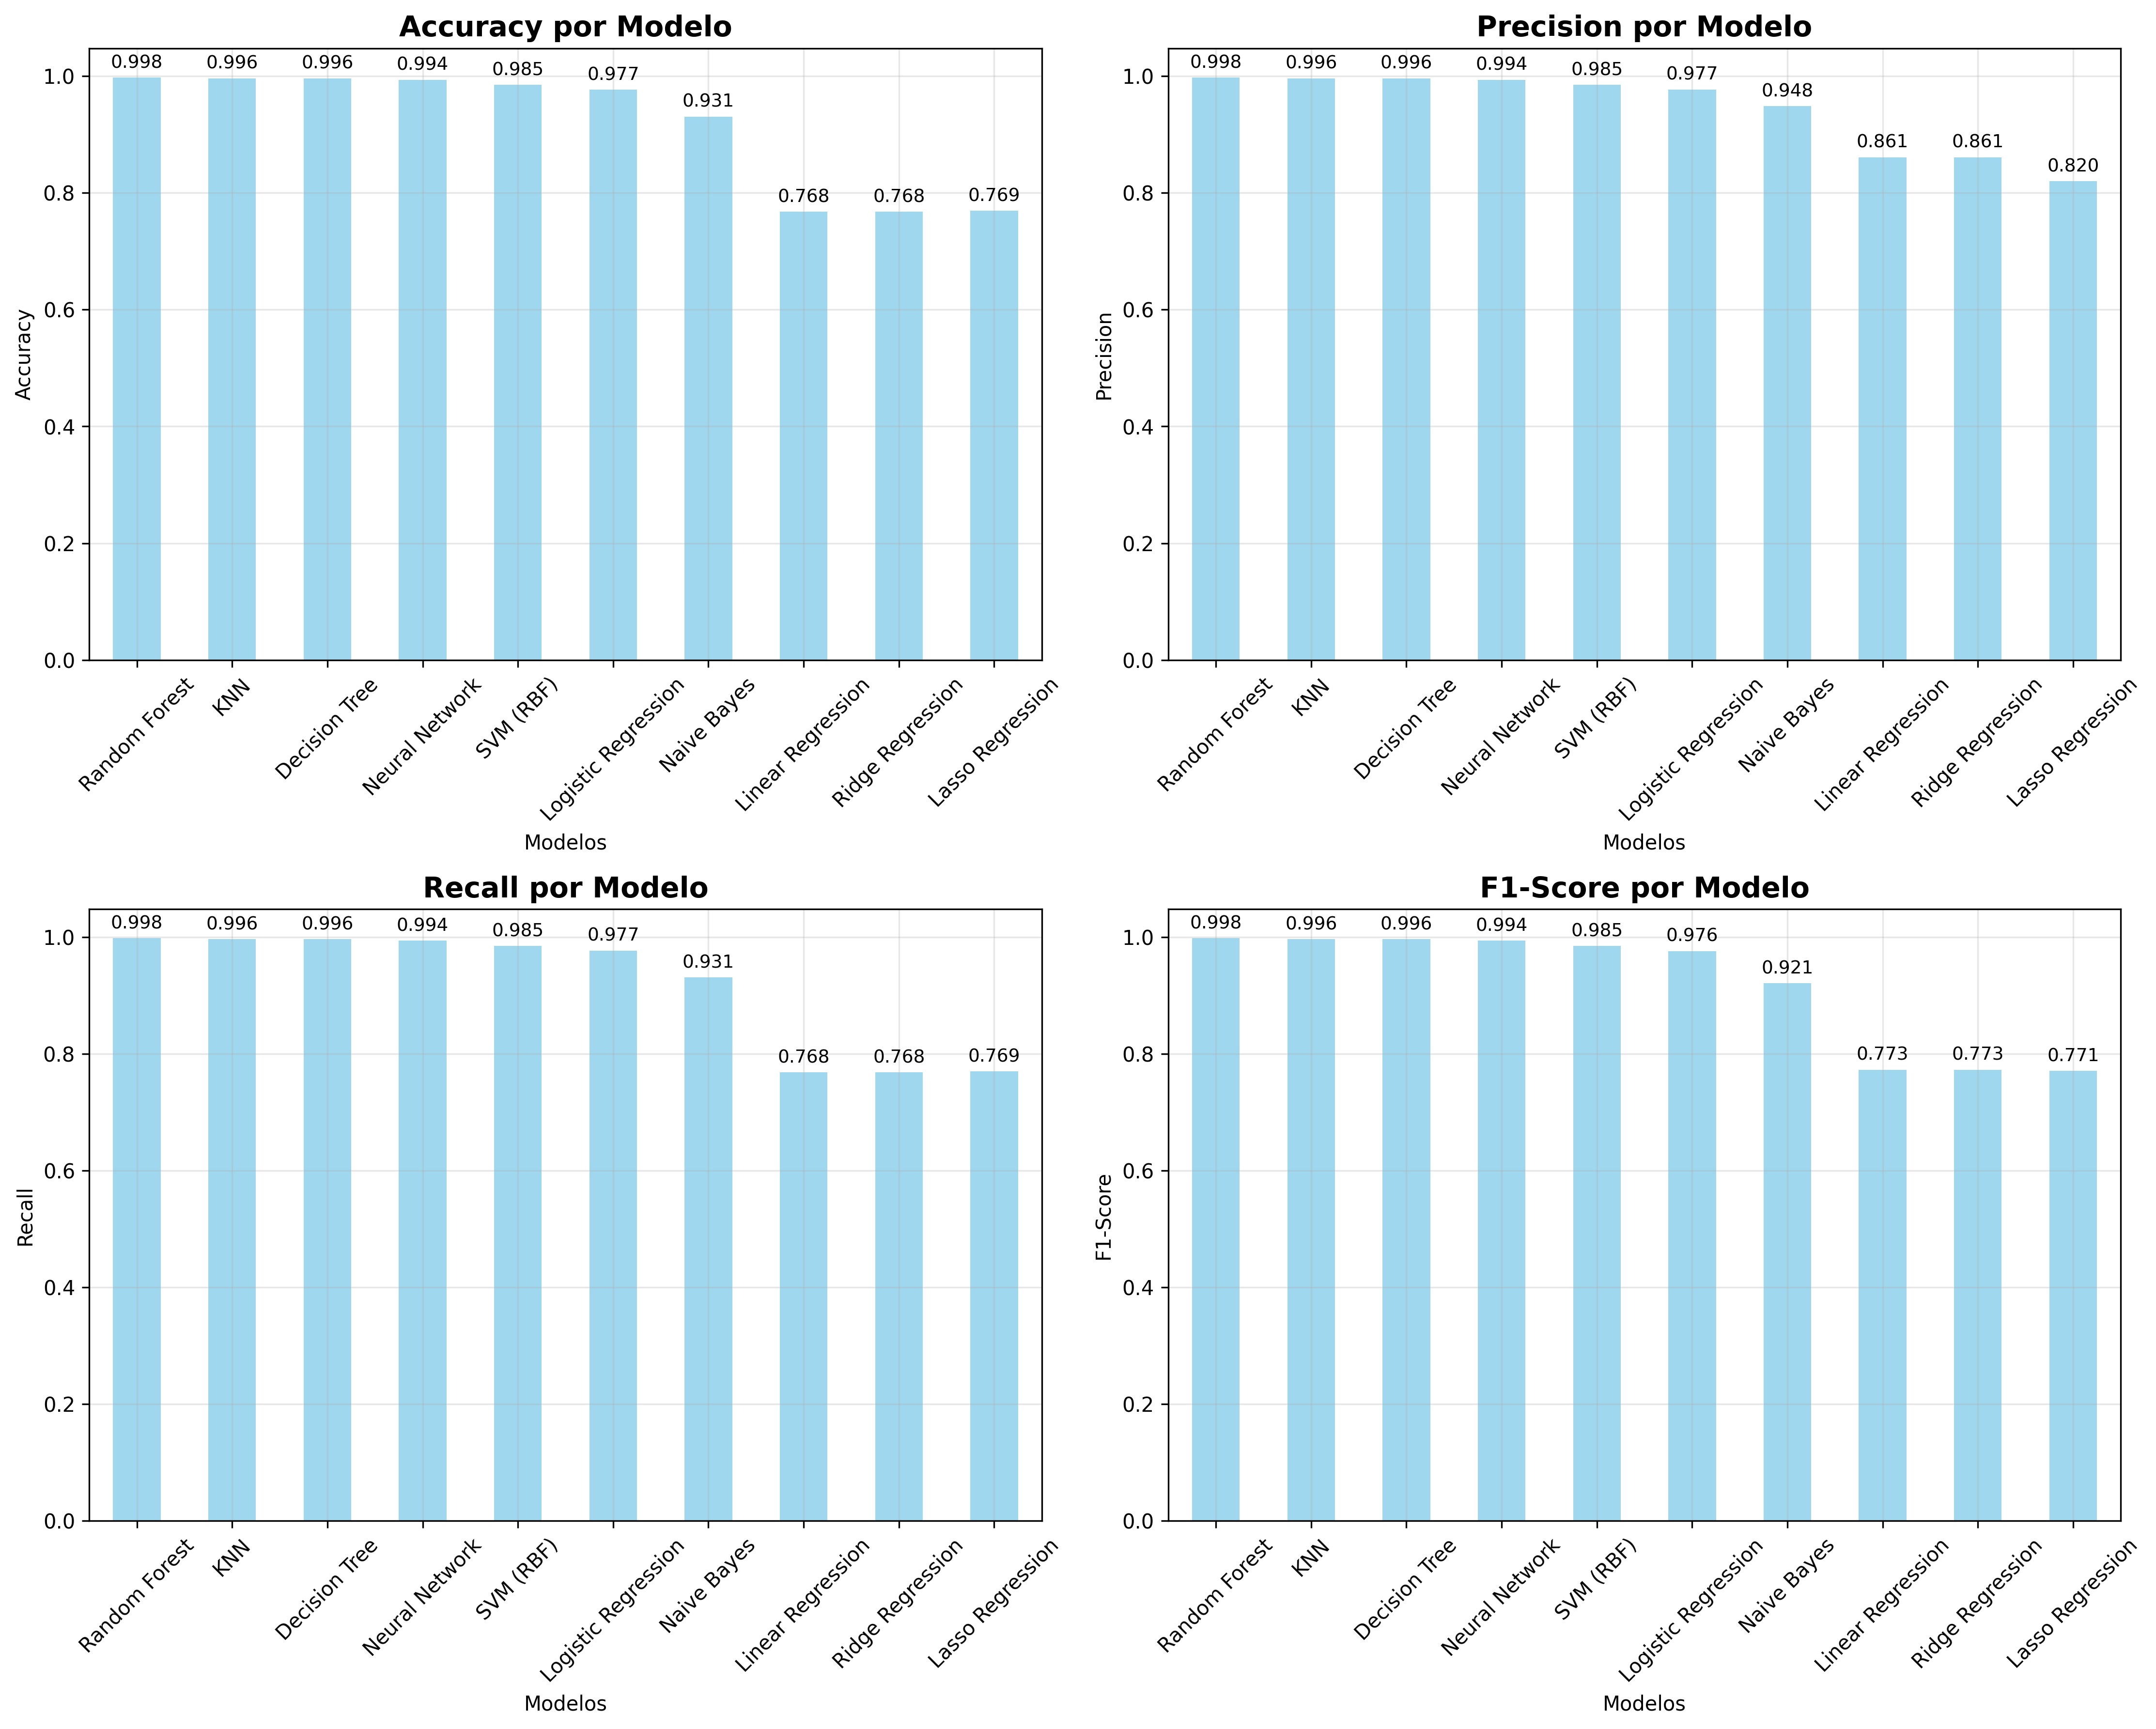 Accuracy por Modelo
Accuracy
1.0
0.8
0.6
0.4
0.2
0.0
0.998 0.996 0.996 0.994 0.985 0.977 0.931 0.768 0.768 0.769
Random Forest
KNN
Decision Tree
Neural Network
SVM (RBF)
Logistic Regression
Naive Bayes
Linear Regression
Ridge Regression
Lasso Regression
Modelos
Precision por Modelo
Precision
1.0
0.8
0.6
0.4
0.2
0.0
0.998 0.996 0.996 0.994 0.985 0.977 0.948 0.861 0.861 0.820
Random Forest
KNN
Decision Tree
Neural Network
SVM (RBF)
Logistic Regression
Naive Bayes
Linear Regression
Ridge Regression
Lasso Regression
Modelos
Recall por Modelo
Recall
1.0
0.8
0.6
0.4
0.2
0.0
0.998 0.996 0.996 0.994 0.985 0.977 0.931 0.768 0.768 0.769
Random Forest
KNN
Decision Tree
Neural Network
SVM (RBF)
Logistic Regression
Naive Bayes
Linear Regression
Ridge Regression
Lasso Regression
Modelos
F1-Score por Modelo
F1-Score
1.0
0.8
0.6
0.4
0.2
0.0
0.998 0.996 0.996 0.994 0.985 0.976 0.921 0.773 0.773 0.771
Random Forest
KNN
Decision Tree
Neural Network
SVM (RBF)
Logistic Regression
Naive Bayes
Linear Regression
Ridge Regression
Lasso Regression
Modelos